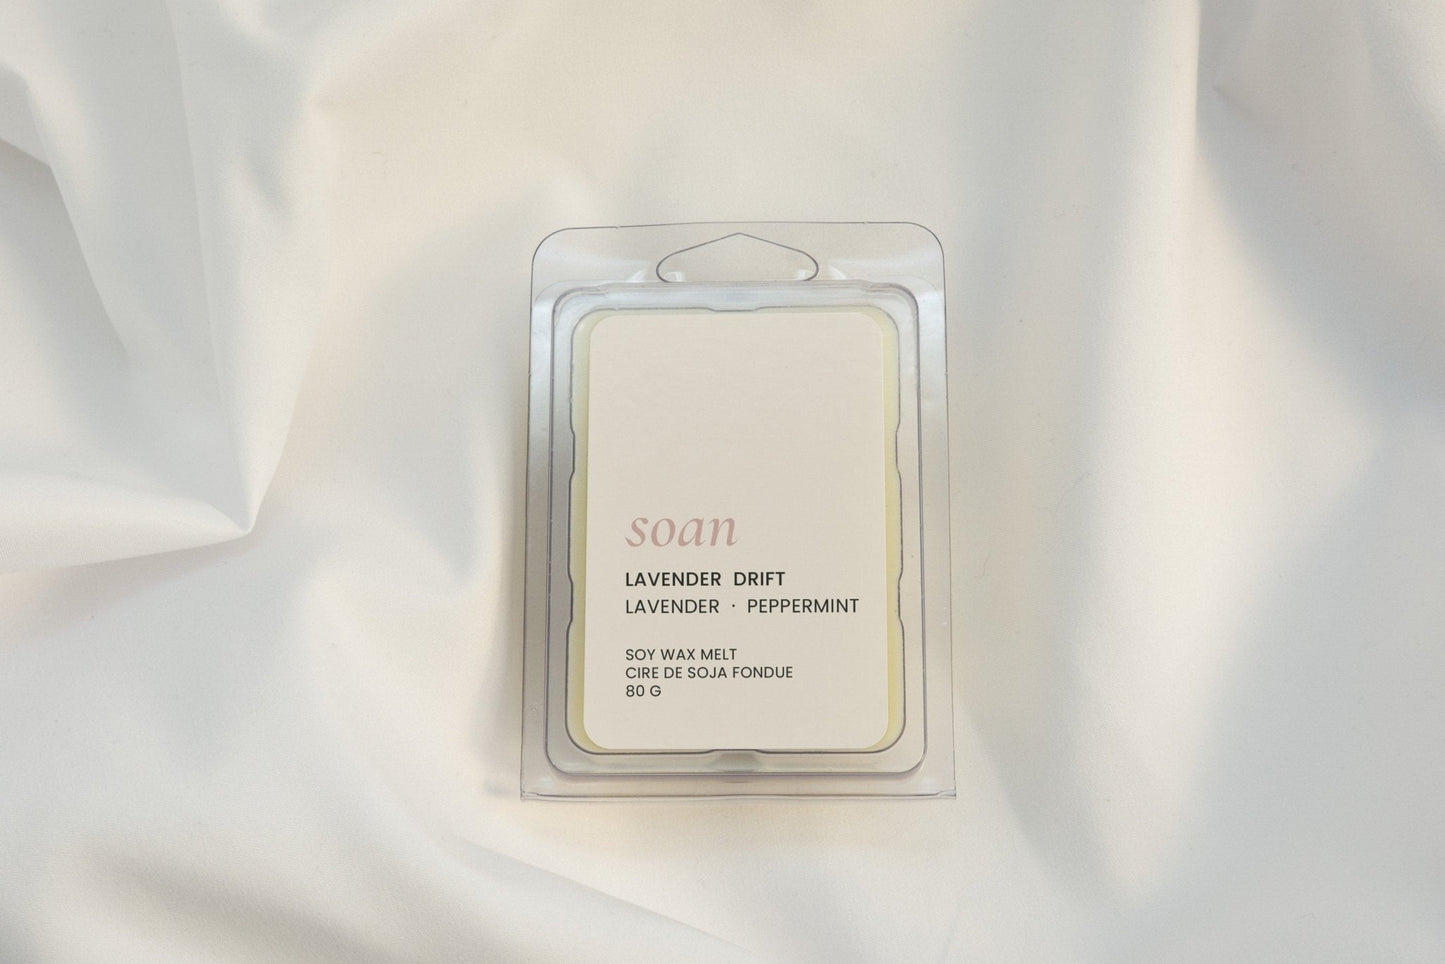 soan
LAVENDER DRIFT
LAVENDER · PEPPERMINT
SOY WAX MELT
CIRE DE SOJA FONDUE
80 G